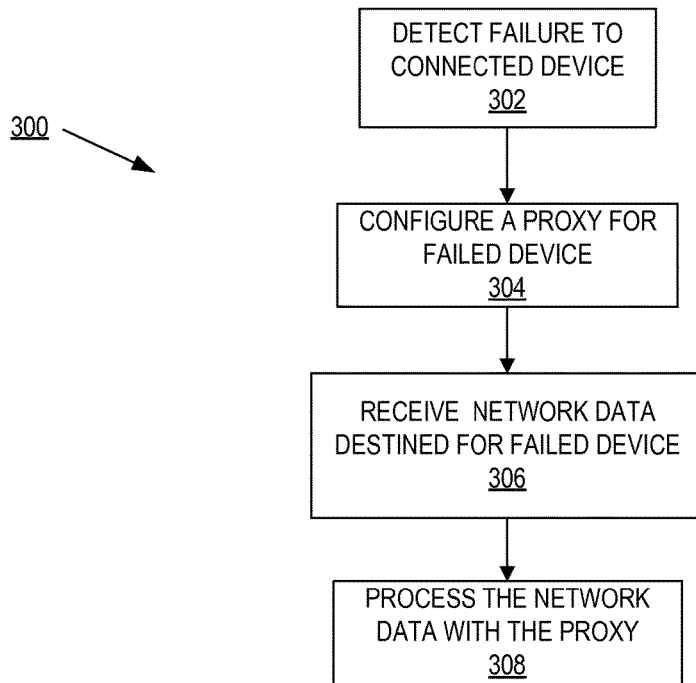 DETECT FAILURE TO
CONNECTED DEVICE
302
300
CONFIGURE A PROXY FOR
FAILED DEVICE
304
RECEIVE NETWORK DATA
DESTINED FOR FAILED DEVICE
306
PROCESS THE NETWORK
DATA WITH THE PROXY
308